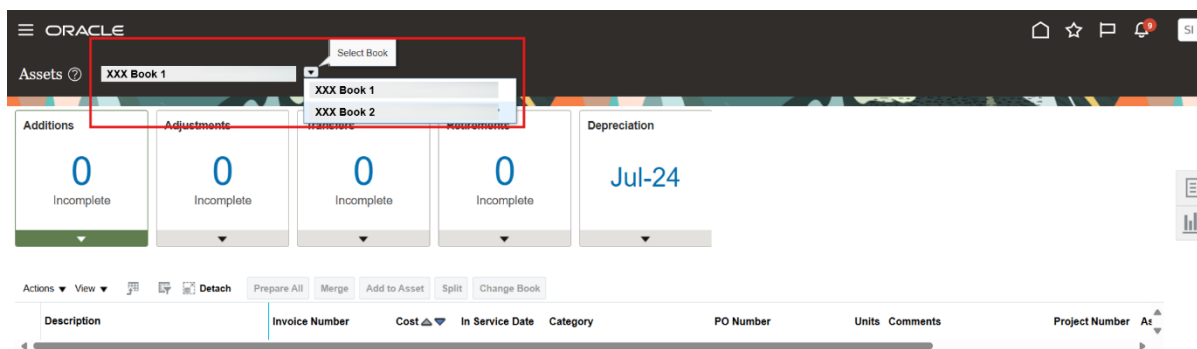 ORACLE
9
SI
Select Book
Assets
XXX Book 1
XXX Book 1
XXX Book 2
Additions Adjustments Transfers Retirements Depreciation
0 0 0 0 Jul-24
Incomplete Incomplete Incomplete Incomplete
Actions View Detach Prepare All Merge Add to Asset Split Change Book
Description Invoice Number Cost In Service Date Category PO Number Units Comments Project Number As